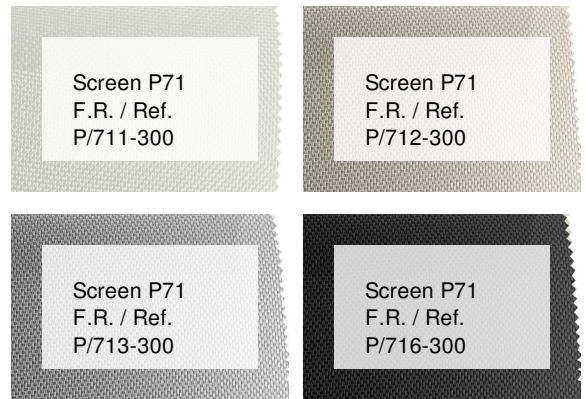 Screen P71
F.R. / Ref.
P/711-300
Screen P71
F.R. / Ref.
P/712-300
Screen P71
F.R. / Ref.
P/713-300
Screen P71
F.R. / Ref.
P/716-300